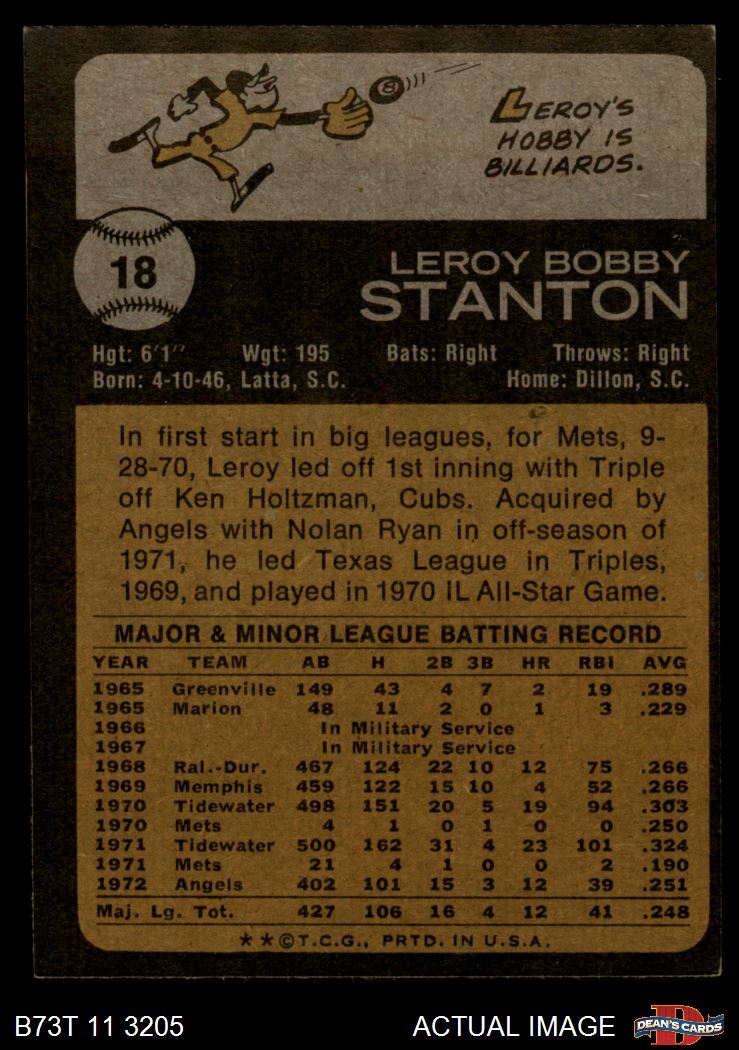 8
LEROY'S
HOBBY IS
BILLIARDS.
18
LEROY BOBBY
STANTON
Hgt: 6'1" Wgt: 195 Bats: Right Throws: Right
Born: 4-10-46, Latta, S.C. Home: Dillon, S.C.
In first start in big leagues, for Mets, 9-
28-70, Leroy led off 1st inning with Triple
off Ken Holtzman, Cubs. Acquired by
Angels with Nolan Ryan in off-season of
1971, he led Texas League in Triples,
1969, and played in 1970 IL All-Star Game.
MAJOR & MINOR LEAGUE BATTING RECORD
YEAR TEAM AB H 2B 3B HR RBI AVG
1965 Greenville 149 43 4 7 2 19 .289
1965 Marion 48 11 2 0 1 3 .229
1966 In Military Service
1967 In Military Service
1968 Ral.-Dur. 467 124 22 10 12 75 .266
1969 Memphis 459 122 15 10 4 52 .266
1970 Tidewater 498 151 20 5 19 94 .303
1970 Mets 4 1 0 1 0 0 .250
1971 Tidewater 500 162 31 4 23 101 .324
1971 Mets 21 4 1 0 0 2 .190
1972 Angels 402 101 15 3 12 39 .251
Maj. Lg. Tot. 427 106 16 4 12 41 .248
**©T.C.G., PRTD. IN U.S.A.
B73T 11 3205 ACTUAL IMAGE D DEAN'S CARDS